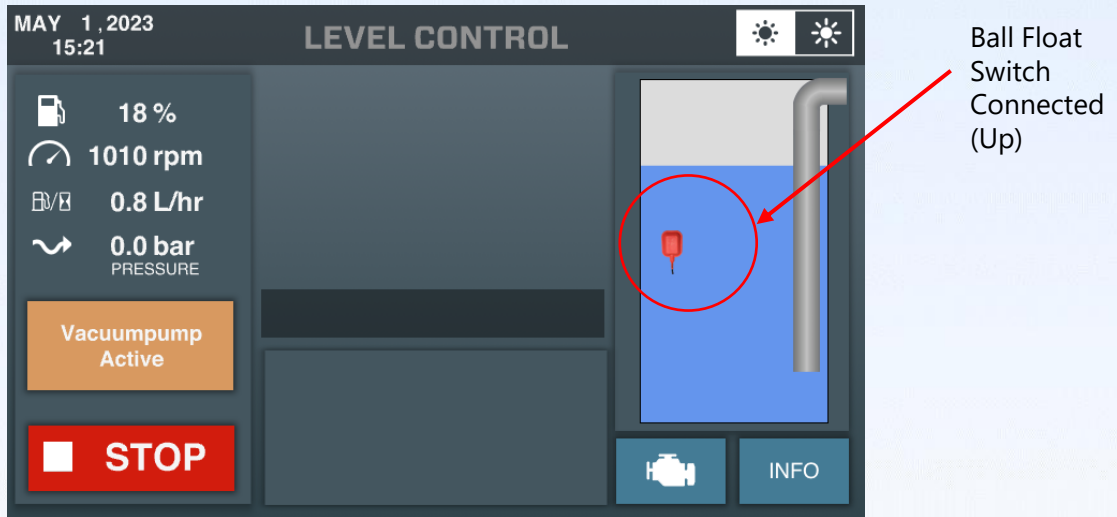 MAY 1,2023
15:21
LEVEL CONTROL
18 %
1010 rpm
0.8 L/hr
0.0 bar
PRESSURE
Vacuumpump
Active
STOP
INFO
Ball Float
Switch
Connected
(Up)